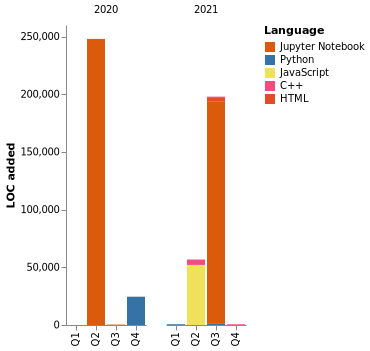 2020
2021
Language
Jupyter Notebook
Python
JavaScript
C++
HTML
LOC added
250,000
200,000
150,000
100,000
50,000
0
Q1
Q2
Q3
Q4
Q1
Q2
Q3
Q4